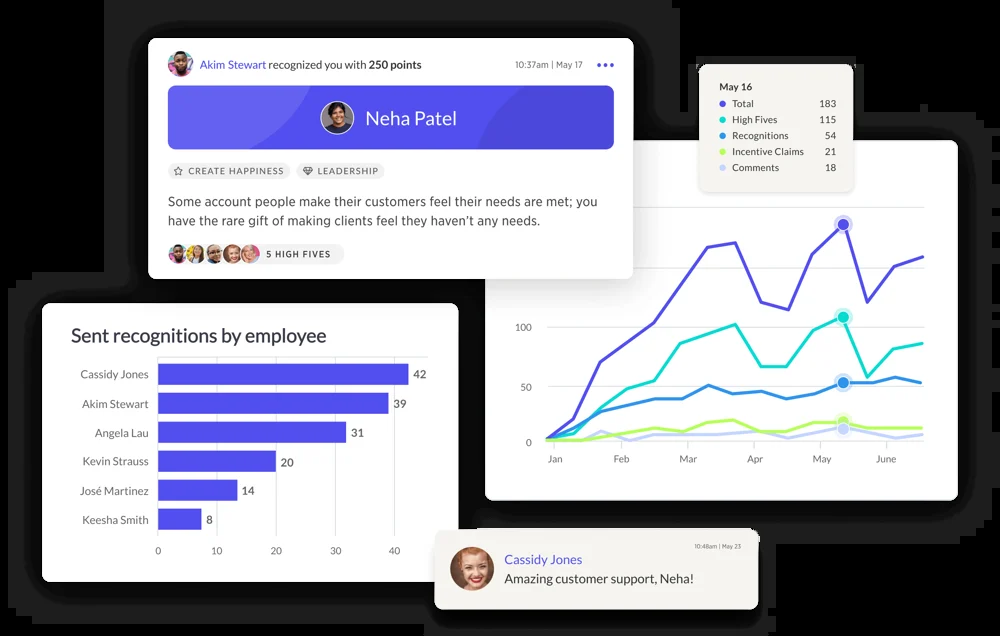 Akim Stewart recognized you with 250 points
10:37am | May 17
Neha Patel
CREATE HAPPINESS
LEADERSHIP
Some account people make their customers feel their needs are met; you
have the rare gift of making clients feel they haven't any needs.
5 HIGH FIVES
May 16
Total 183
High Fives 115
Recognitions 54
Incentive Claims 21
Comments 18
100
50
0
Jan Feb Mar Apr May June
Sent recognitions by employee
Cassidy Jones 42
Akim Stewart 39
Angela Lau 31
Kevin Strauss 20
José Martinez 14
Keesha Smith 8
0 10 20 30 40
10:48am | May 23
Cassidy Jones
Amazing customer support, Neha!